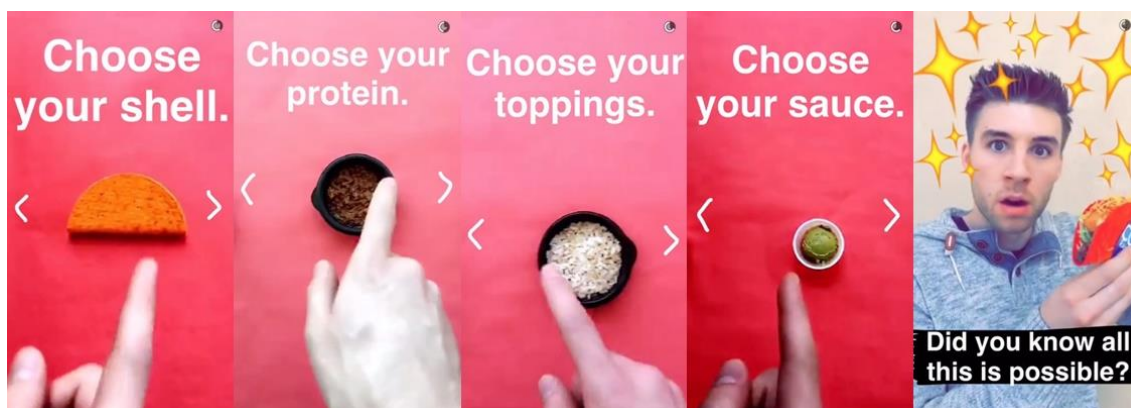 Choose
your shell.
Choose your
protein.
Choose your
toppings.
Choose
your sauce.
Did you know all
this is possible?